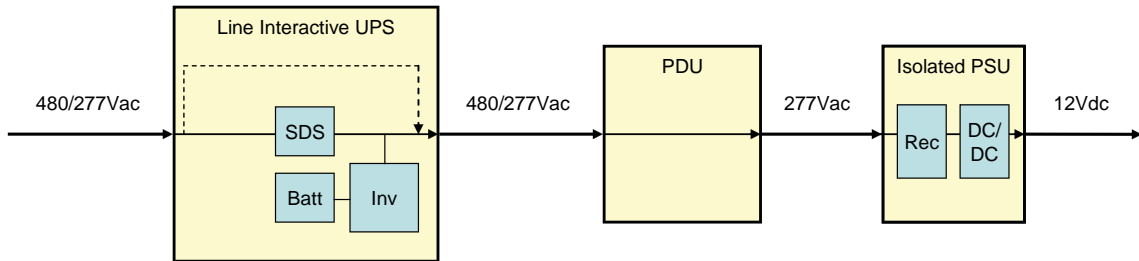 Line Interactive UPS
PDU
Isolated PSU
480/277Vac
480/277Vac
277Vac
12Vdc
SDS
Rec
DC/
DC
Batt
Inv